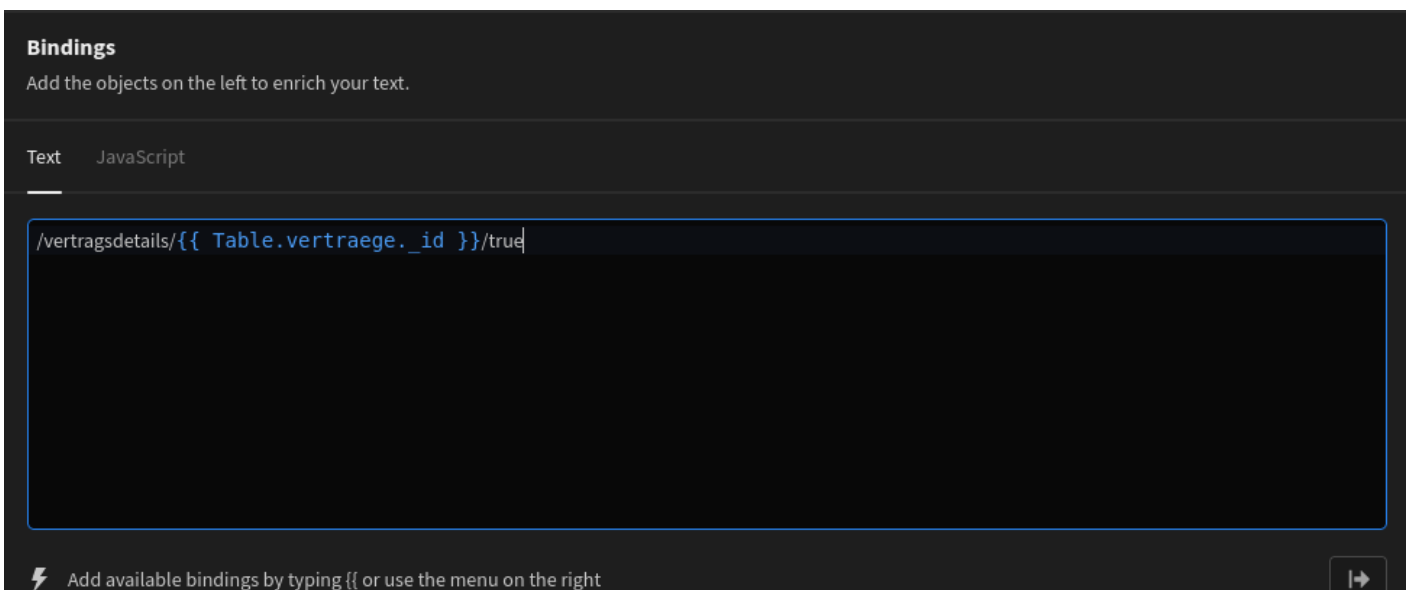 Bindings
Add the objects on the left to enrich your text.
Text JavaScript
/vertragsdetails/{{ Table.vertraege._id }}/true
Add available bindings by typing {{ or use the menu on the right